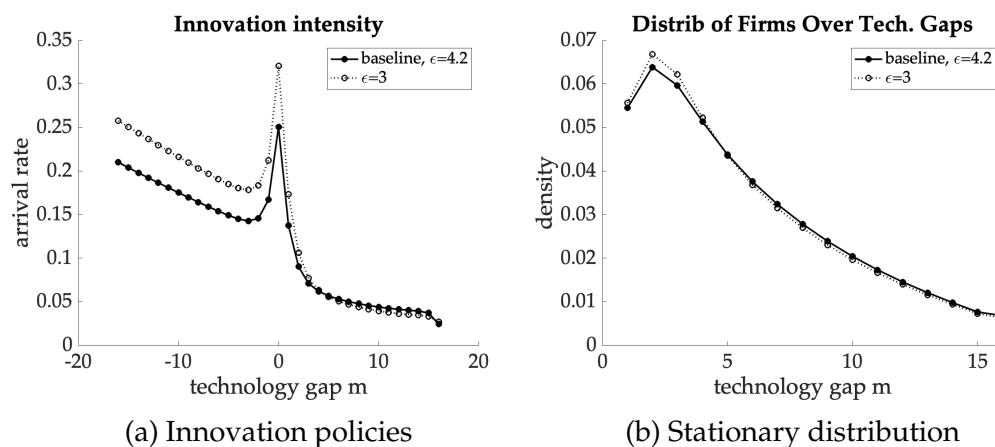 Innovation intensity
0.35
0.3
0.25
0.2
0.15
0.1
0.05
0
arrival rate
baseline, ϵ=4.2
ϵ=3
-20
-10
0
10
20
technology gap m
(a) Innovation policies
Distrib of Firms Over Tech. Gaps
0.07
0.06
0.05
0.04
0.03
0.02
0.01
0
density
baseline, ϵ=4.2
ϵ=3
0
5
10
15
technology gap m
(b) Stationary distribution